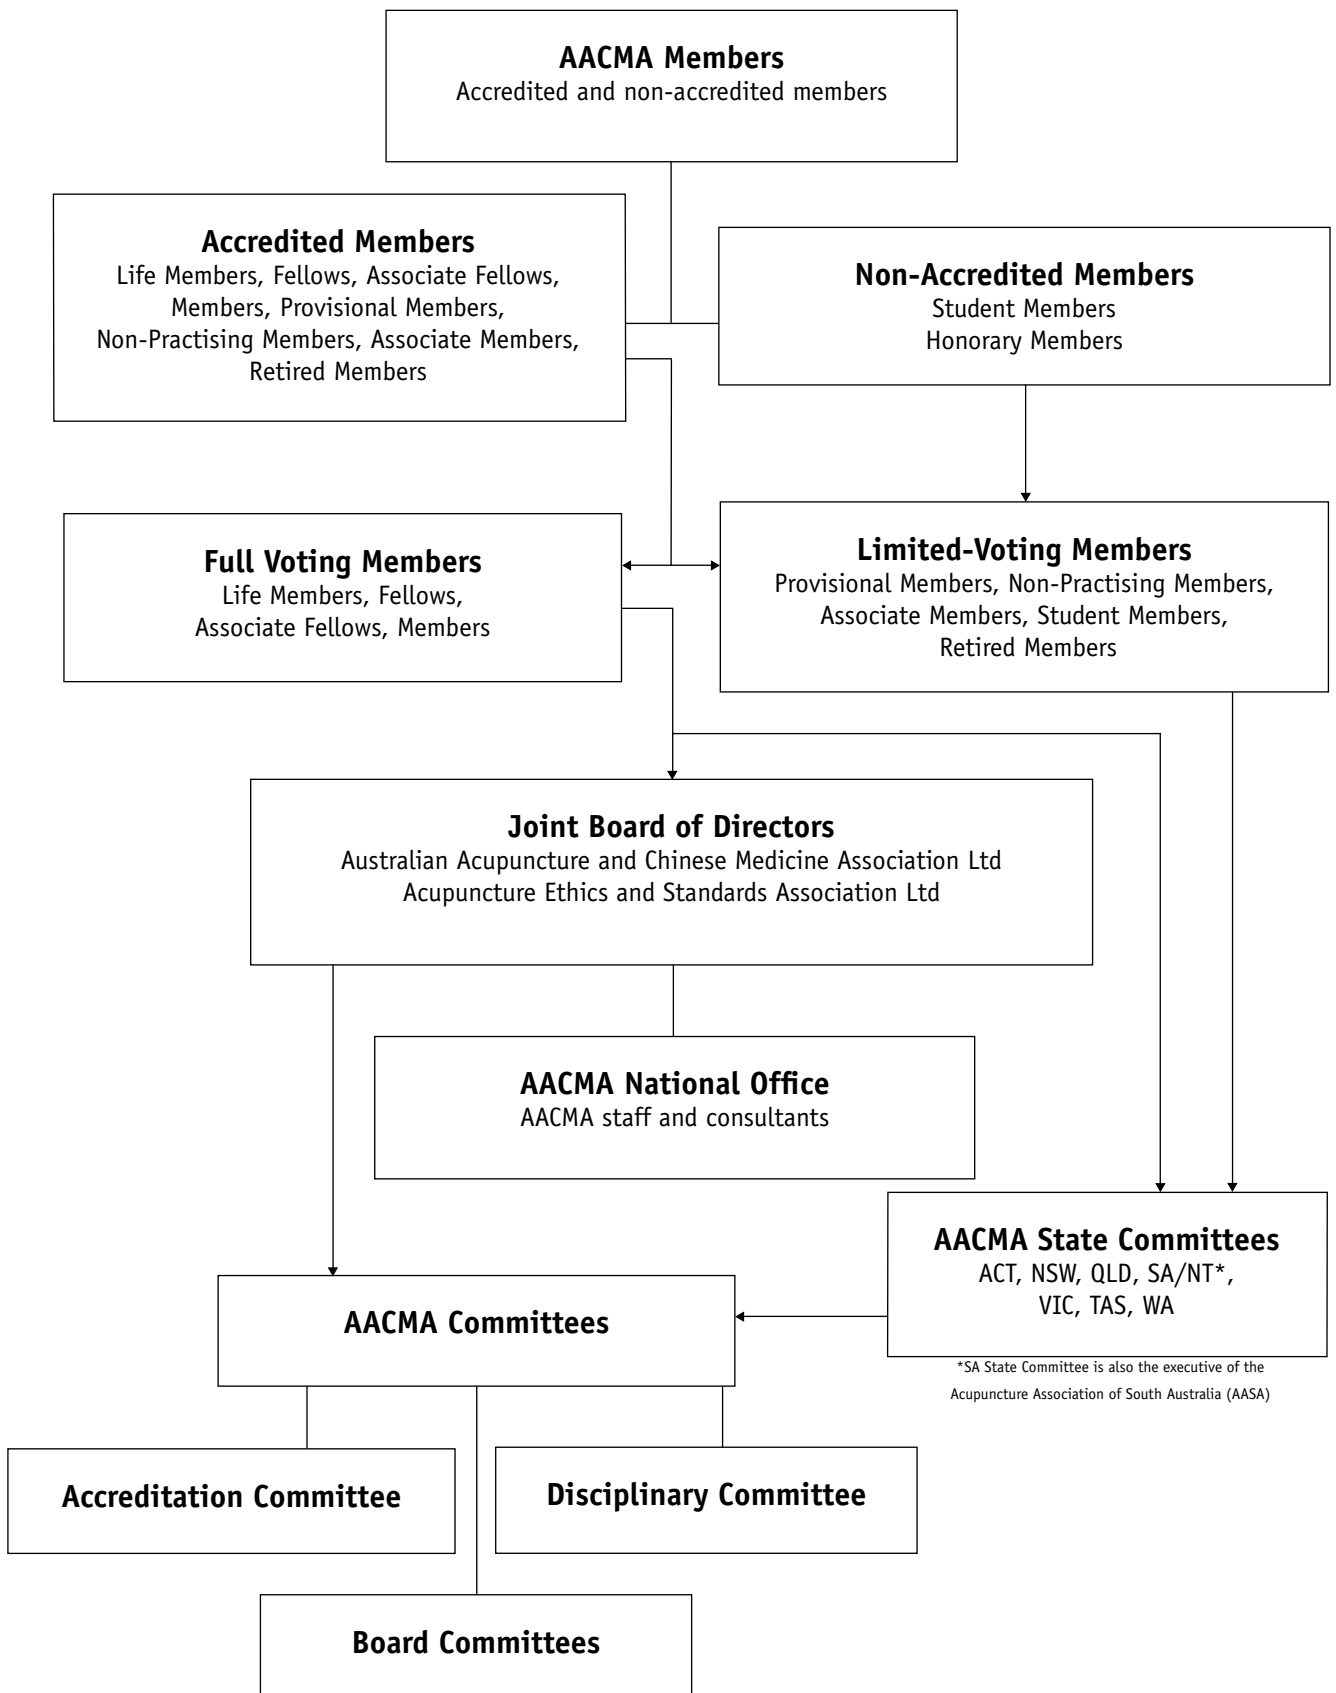 AACMA Members
Accredited and non-accredited members
Accredited Members
Life Members, Fellows, Associate Fellows,
Members, Provisional Members,
Non-Practising Members, Associate Members,
Retired Members
Non-Accredited Members
Student Members
Honorary Members
Full Voting Members
Life Members, Fellows,
Associate Fellows, Members
Limited-Voting Members
Provisional Members, Non-Practising Members,
Associate Members, Student Members,
Retired Members
Joint Board of Directors
Australian Acupuncture and Chinese Medicine Association Ltd
Acupuncture Ethics and Standards Association Ltd
AACMA National Office
AACMA staff and consultants
AACMA State Committees
ACT, NSW, QLD, SA/NT*,
VIC, TAS, WA
*SA State Committee is also the executive of the
Acupuncture Association of South Australia (AASA)
AACMA Committees
Accreditation Committee
Disciplinary Committee
Board Committees